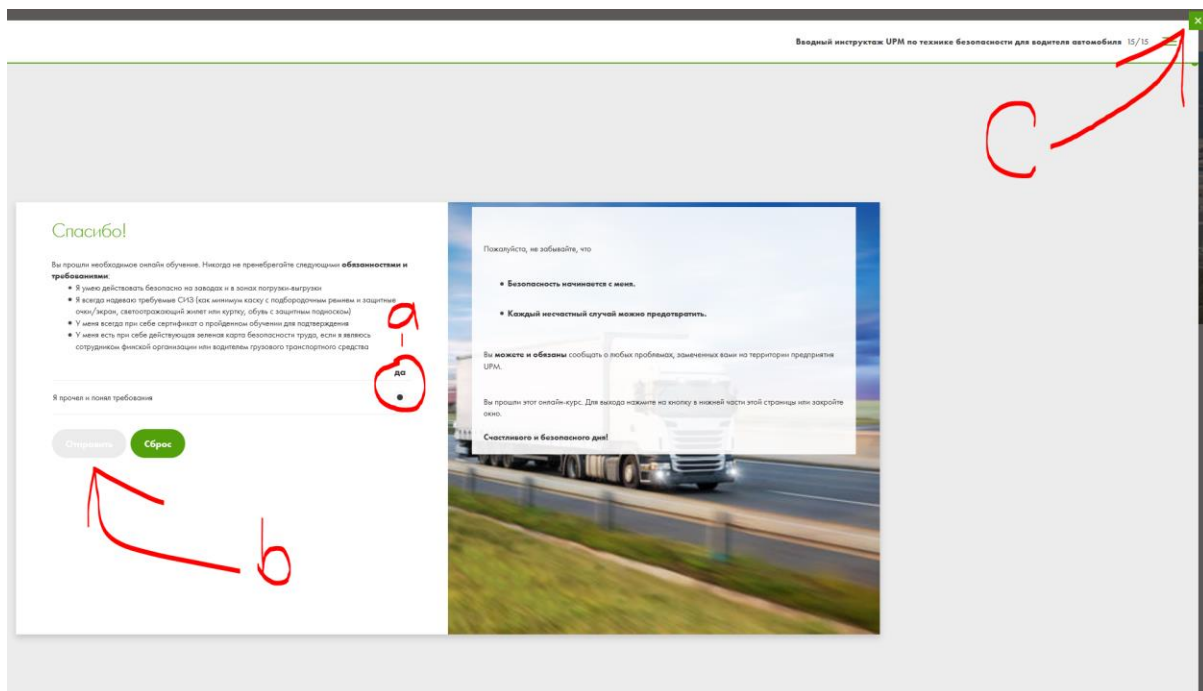 ×
Вводный инструктаж UPM по технике безопасности для водителя автомобиля 15/15
C
Спасибо!
Вы прошли необходимое онлайн обучение. Никогда не пренебрегайте следующими обязанностями и
требованиями:
• Я умею действовать безопасно на заводах и в зонах погрузки-выгрузки
• Я всегда надеваю требуемые СИЗ (как минимум каску с подбородочным ремнем и защитные
очки/экран, светоотражающий жилет или куртку, обувь с защитным подноском)
• У меня всегда при себе сертификат о пройденном обучении для подтверждения
• У меня есть при себе действующая зеленая карта безопасности труда, если я являюсь
сотрудником финской организации или водителем грузового транспортного средства
a
да
Я прочел и понял требования
Отправить
Сброс
b
Пожалуйста, не забывайте, что
• Безопасность начинается с меня.
• Каждый несчастный случай можно предотвратить.
Вы можете и обязаны сообщать о любых проблемах, замеченных вами на территории предприятия
UPM.
Вы прошли этот онлайн-курс. Для выхода нажмите на кнопку в нижней части этой страницы или закройте
окно.
Счастливого и безопасного дня!